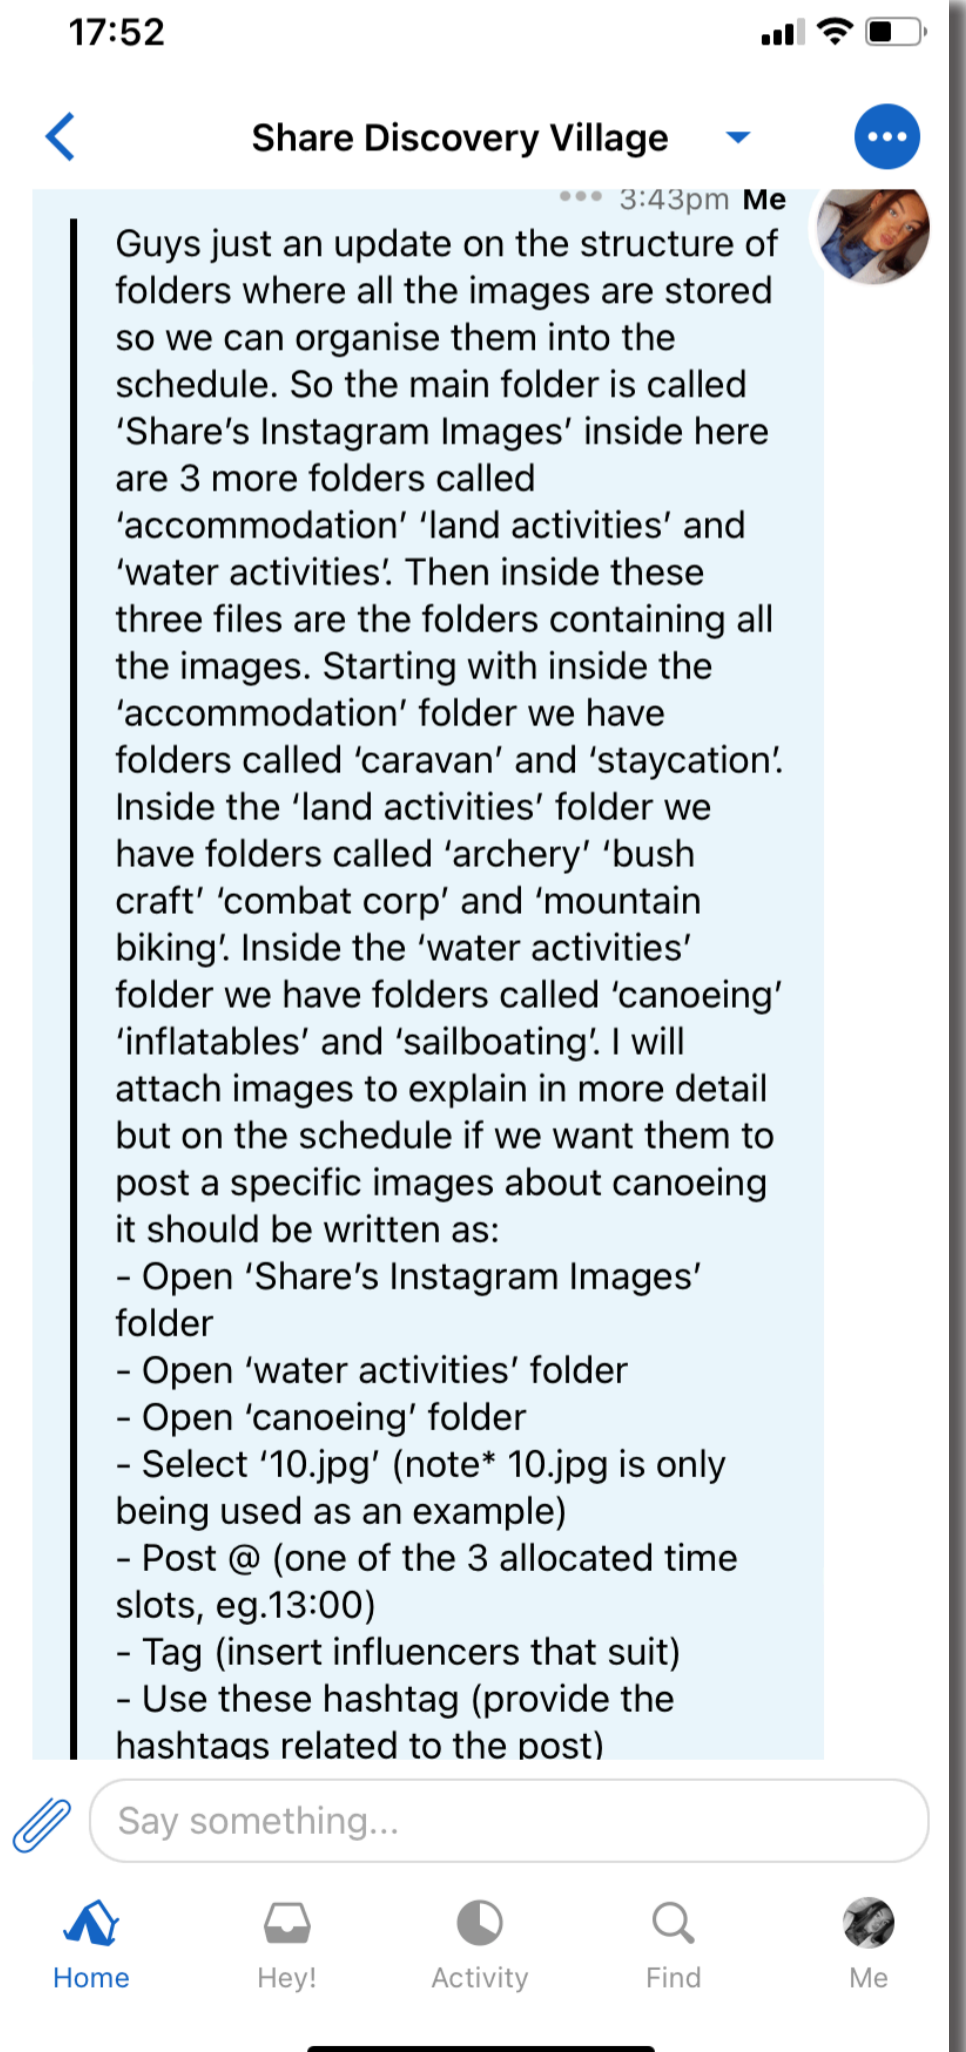 17:52
Share Discovery Village
3:43pm Me
Guys just an update on the structure of
folders where all the images are stored
so we can organise them into the
schedule. So the main folder is called
‘Share’s Instagram Images’ inside here
are 3 more folders called
‘accommodation’ ‘land activities’ and
‘water activities’. Then inside these
three files are the folders containing all
the images. Starting with inside the
‘accommodation’ folder we have
folders called ‘caravan’ and ‘staycation’.
Inside the ‘land activities’ folder we
have folders called ‘archery’ ‘bush
craft’ ‘combat corp’ and ‘mountain
biking’. Inside the ‘water activities’
folder we have folders called ‘canoeing’
‘inflatables’ and ‘sailboating’. I will
attach images to explain in more detail
but on the schedule if we want them to
post a specific images about canoeing
it should be written as:
- Open ‘Share’s Instagram Images’
folder
- Open ‘water activities’ folder
- Open ‘canoeing’ folder
- Select ‘10.jpg’ (note* 10.jpg is only
being used as an example)
- Post @ (one of the 3 allocated time
slots, eg.13:00)
- Tag (insert influencers that suit)
- Use these hashtag (provide the
hashtags related to the post)
Say something...
Home
Hey!
Activity
Find
Me